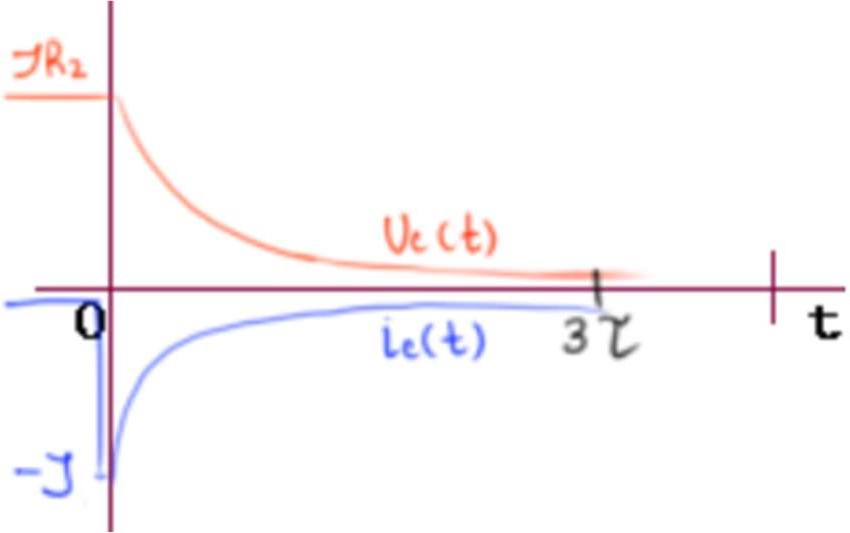 JR₂
Uc(t)
0
t
ic(t)
3τ
-J